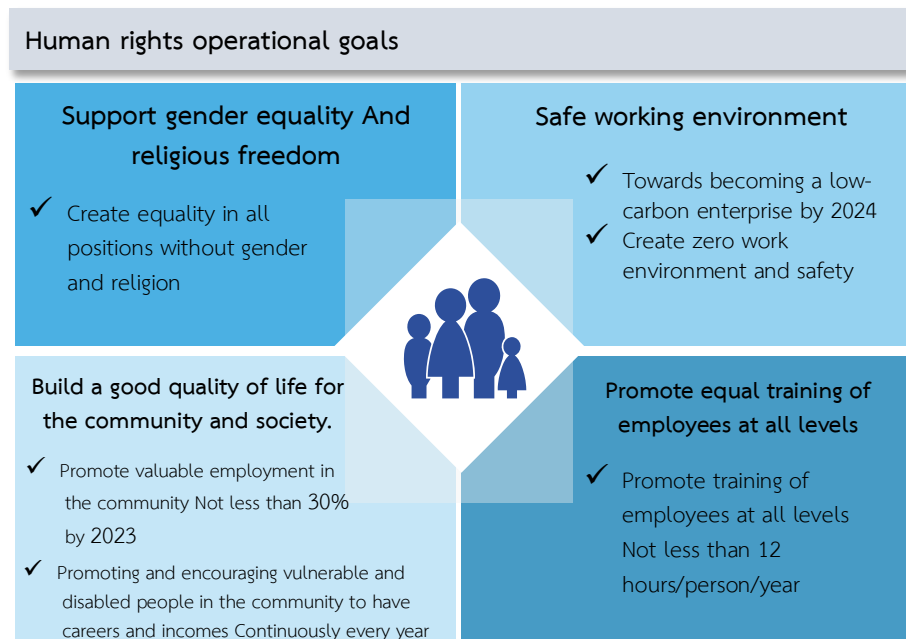 Human rights operational goals
Support gender equality And
religious freedom
✓ Create equality in all
positions without gender
and religion
Safe working environment
✓ Towards becoming a low-
carbon enterprise by 2024
✓ Create zero work
environment and safety
Build a good quality of life for
the community and society.
✓ Promote valuable employment in
the community Not less than 30%
by 2023
✓ Promoting and encouraging vulnerable and
disabled people in the community to have
careers and incomes Continuously every year
Promote equal training of
employees at all levels
✓ Promote training of
employees at all levels
Not less than 12
hours/person/year